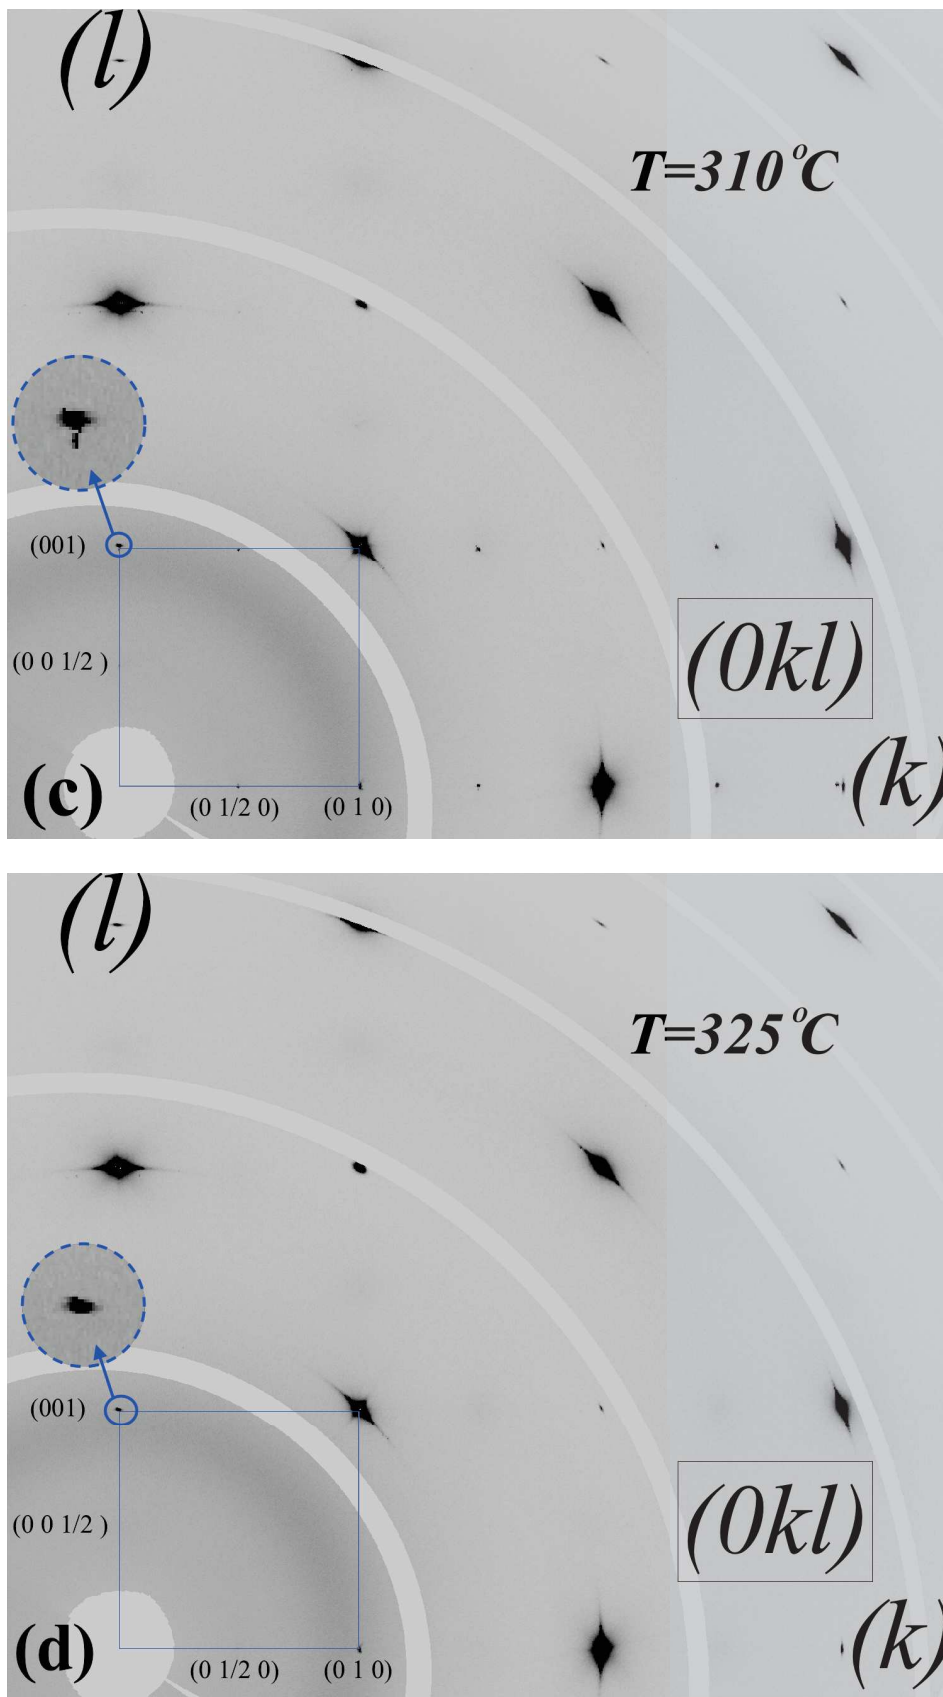 (l)
T=310°C
(001)
(0 0 1/2 )
(0kl)
(c)
(0 1/2 0)
(0 1 0)
(k)
(l)
T=325°C
(001)
(0 0 1/2 )
(0kl)
(d)
(0 1/2 0)
(0 1 0)
(k)